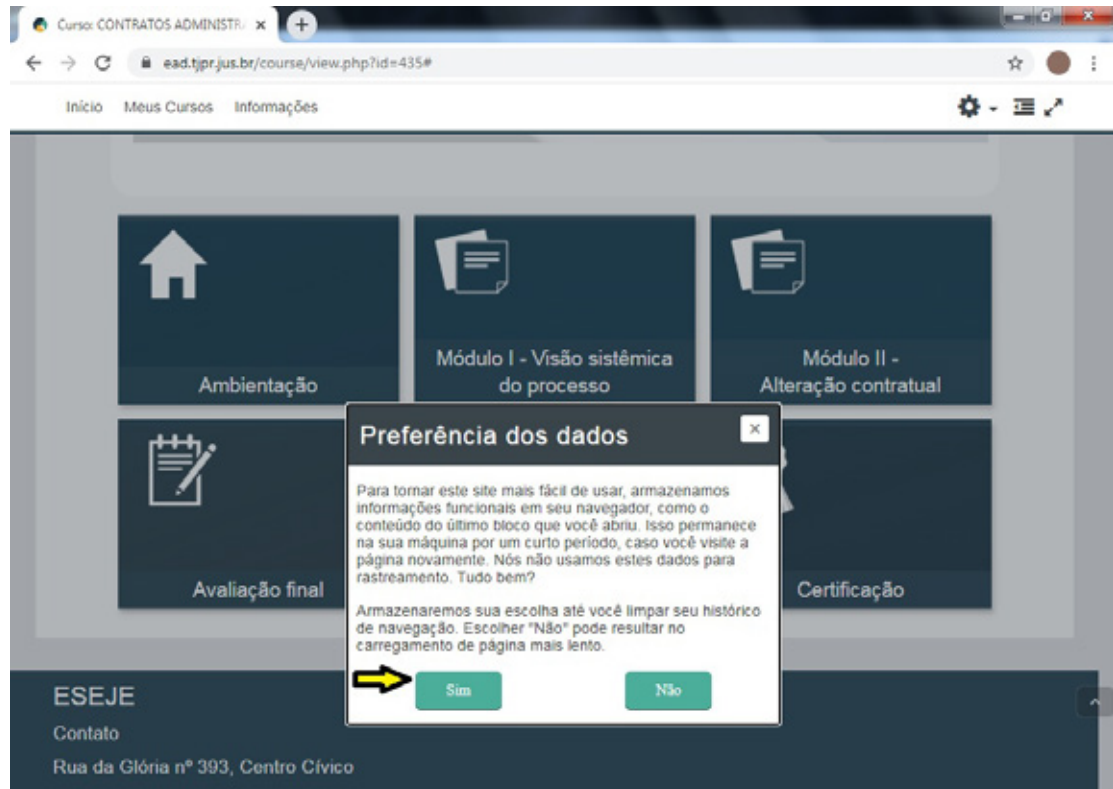 Curso: CONTRATOS ADMINISTR
ead.tjpr.jus.br/course/view.php?id=435#
Início Meus Cursos Informações
Ambientação
Módulo I - Visão sistêmica
do processo
Módulo II -
Alteração contratual
Avaliação final
Certificação
Preferência dos dados
Para tornar este site mais fácil de usar, armazenamos
informações funcionais em seu navegador, como o
conteúdo do último bloco que você abriu. Isso permanece
na sua máquina por um curto período, caso você visite a
página novamente. Nós não usamos estes dados para
rastreamento. Tudo bem?
Armazenaremos sua escolha até você limpar seu histórico
de navegação. Escolher "Não" pode resultar no
carregamento de página mais lento.
Sim Não
ESEJE
Contato
Rua da Glória nº 393, Centro Cívico